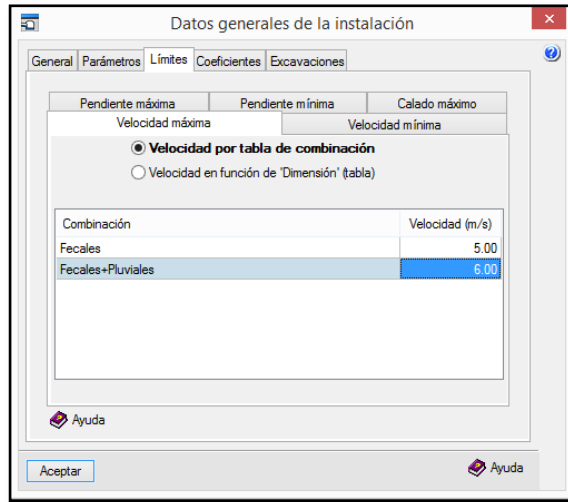 Datos generales de la instalación
General Parámetros Límites Coeficientes Excavaciones
Pendiente máxima Pendiente mínima Calado máximo
Velocidad máxima Velocidad mínima
Velocidad por tabla de combinación
Velocidad en función de 'Dimensión' (tabla)
Combinación Velocidad (m/s)
Fecales 5.00
Fecales+Pluviales 6.00
Ayuda
Aceptar Ayuda